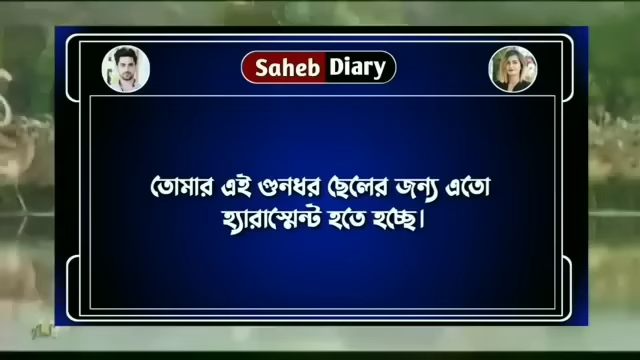 Saheb Diary
তোমার এই গুনধর ছেলের জন্য এতো
হ্যারাস্মেন্ট হতে হচ্ছে।